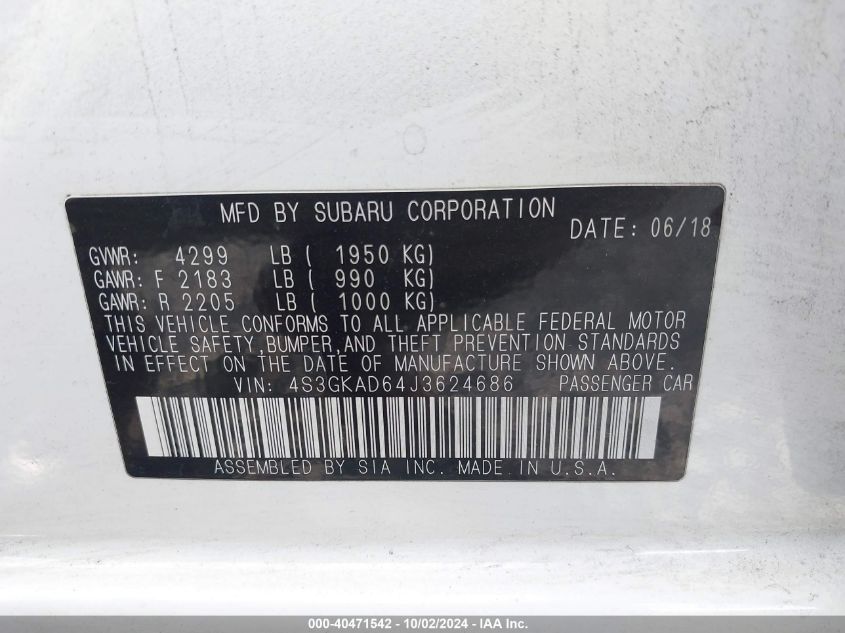 MFD BY SUBARU CORPORATION
DATE: 06/18
GVWR: 4299 LB ( 1950 KG)
GAWR: F 2183 LB ( 990 KG)
GAWR: R 2205 LB ( 1000 KG)
THIS VEHICLE CONFORMS TO ALL APPLICABLE FEDERAL MOTOR
VEHICLE SAFETY,BUMPER,AND THEFT PREVENTION STANDARDS
IN EFFECT ON THE DATE OF MANUFACTURE SHOWN ABOVE.
VIN: 4S3GKAD64J3624686 PASSENGER CAR
ASSEMBLED BY SIA INC. MADE IN U.S.A.
000-40471542 - 10/02/2024 - IAA Inc.